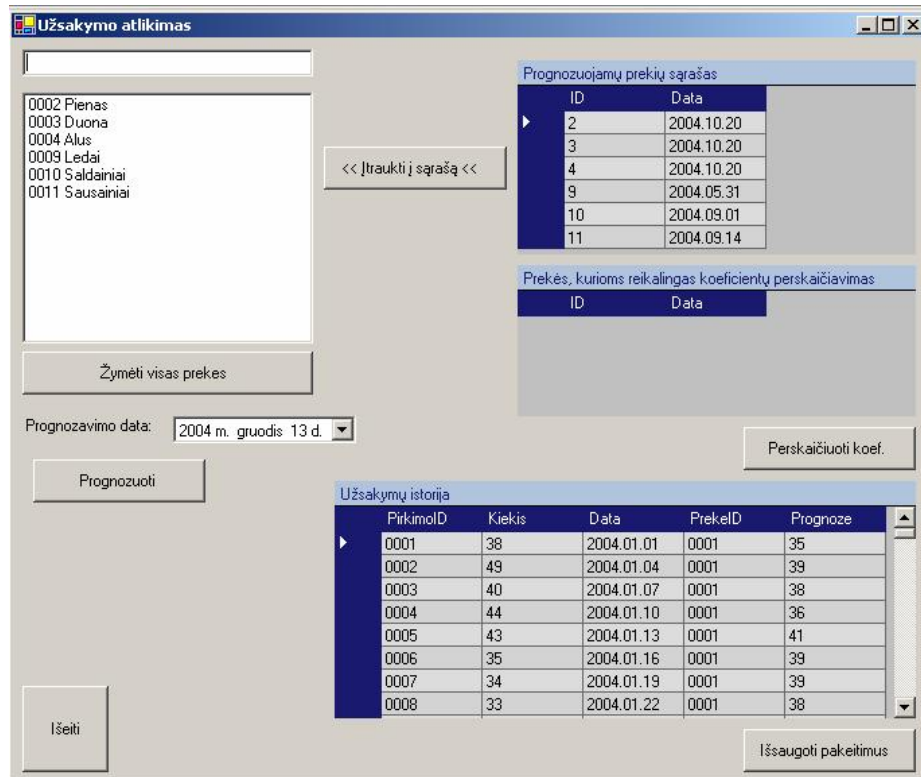 Užsakymo atlikimas
0002 Pienas
0003 Duona
0004 Alus
0009 Ledai
0010 Saldainiai
0011 Sausainiai
<< Įtraukti į sąrašą <<
Žymėti visas prekes
Prognozavimo data: 2004 m. gruodis 13 d.
Prognozuoti
Išeiti
Prognozuojamų prekių sąrašas
ID Data
2 2004.10.20
3 2004.10.20
4 2004.10.20
9 2004.05.31
10 2004.09.01
11 2004.09.14
Prekės, kurioms reikalingas koeficientų perskaičiavimas
ID Data
Perskaičiuoti koef.
Užsakymų istorija
PirkimoID Kiekis Data PrekeID Prognoze
0001 38 2004.01.01 0001 35
0002 49 2004.01.04 0001 39
0003 40 2004.01.07 0001 38
0004 44 2004.01.10 0001 36
0005 43 2004.01.13 0001 41
0006 35 2004.01.16 0001 39
0007 34 2004.01.19 0001 39
0008 33 2004.01.22 0001 38
Išsaugoti pakeitimus